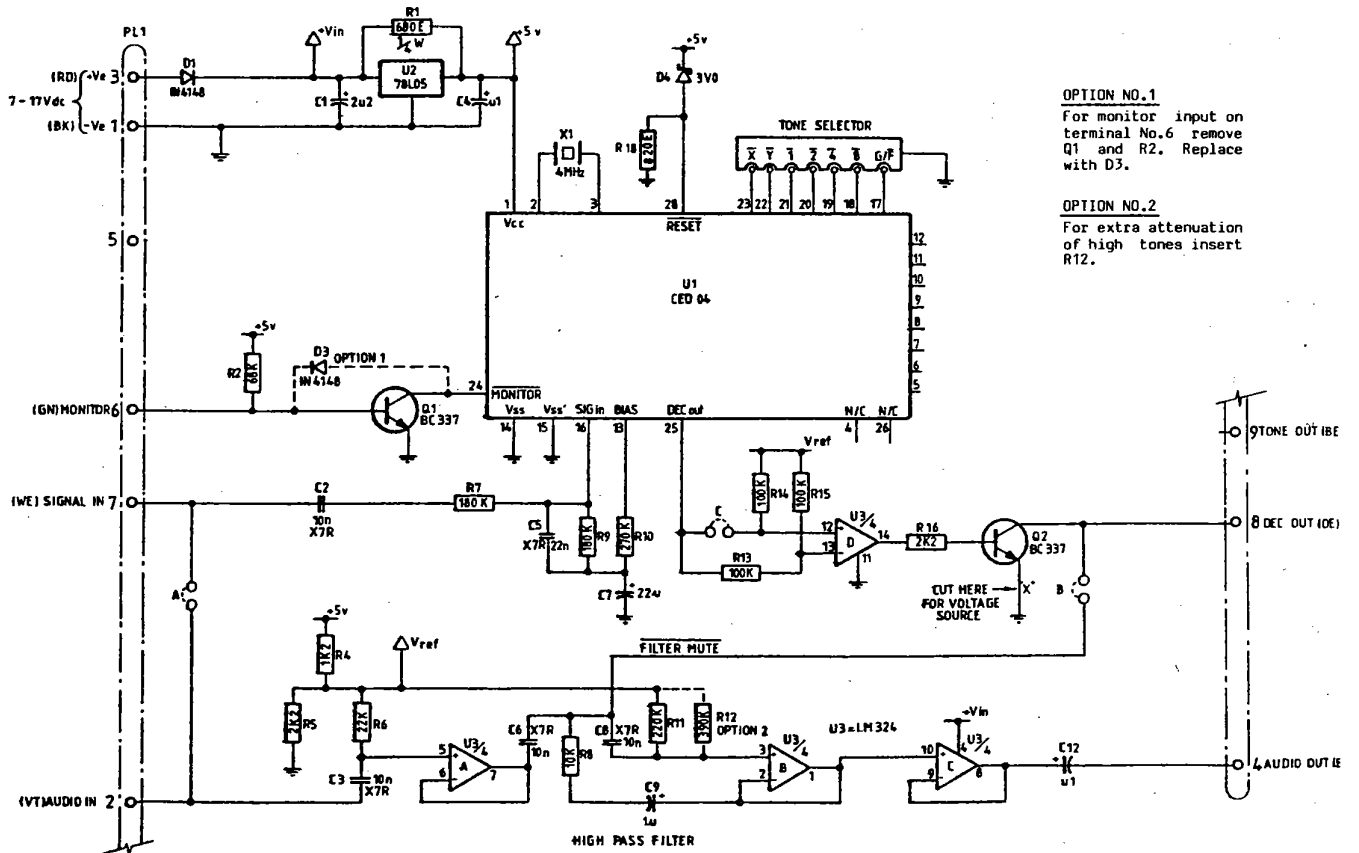 PL1
(RD) +Ve 3
7-17Vdc
(BK) -Ve 1
D1
IN4148
+Vin
R1
680E
¼W
U2
78L05
C1
2u2
C4
u1
+5v
X1
4MHz
+5v
D4
3V0
R18
820E
TONE SELECTOR
X Y 1 2 4 8 G/F
23 22 21 20 19 18 17
1
2
3
28
Vcc
RESET
U1
CED 04
12
11
10
9
8
7
6
5
OPTION NO.1
For monitor input on
terminal No.6 remove
Q1 and R2. Replace
with D3.
OPTION NO.2
For extra attenuation
of high tones insert
R12.
5
+5v
R2
68K
D3
IN4148
OPTION 1
(GN) MONITOR 6
Q1
BC337
24
MONITOR
Vss Vss' SIG in BIAS DEC out N/C N/C
14 15 16 13 25 4 26
9 TONE OUT (BE
(WE) SIGNAL IN 7
C2
10n
X7R
R7
180K
C5
X7R 22n
R9
180K
R10
270K
C7
22u
Vref
R14
100K
R15
100K
C
R13
100K
U3/4
12
13
D
14
11
R16
2K2
Q2
BC337
8 DEC OUT (OE)
CUT HERE
FOR VOLTAGE
SOURCE
X
A
B
FILTER MUTE
+5v
R4
1K2
Vref
R5
2K2
R6
22K
C3
10n
X7R
U3/4
5
6
A
7
C6
X7R
10n
R8
10K
C8
X7R
10n
R11
220K
R12
390K
OPTION 2
C9
1u
U3/4
3
2
B
1
U3=LM324
+Vin
U3/4
10
9
4
C
8
C12
u1
4 AUDIO OUT (E
(VT) AUDIO IN 2
HIGH PASS FILTER